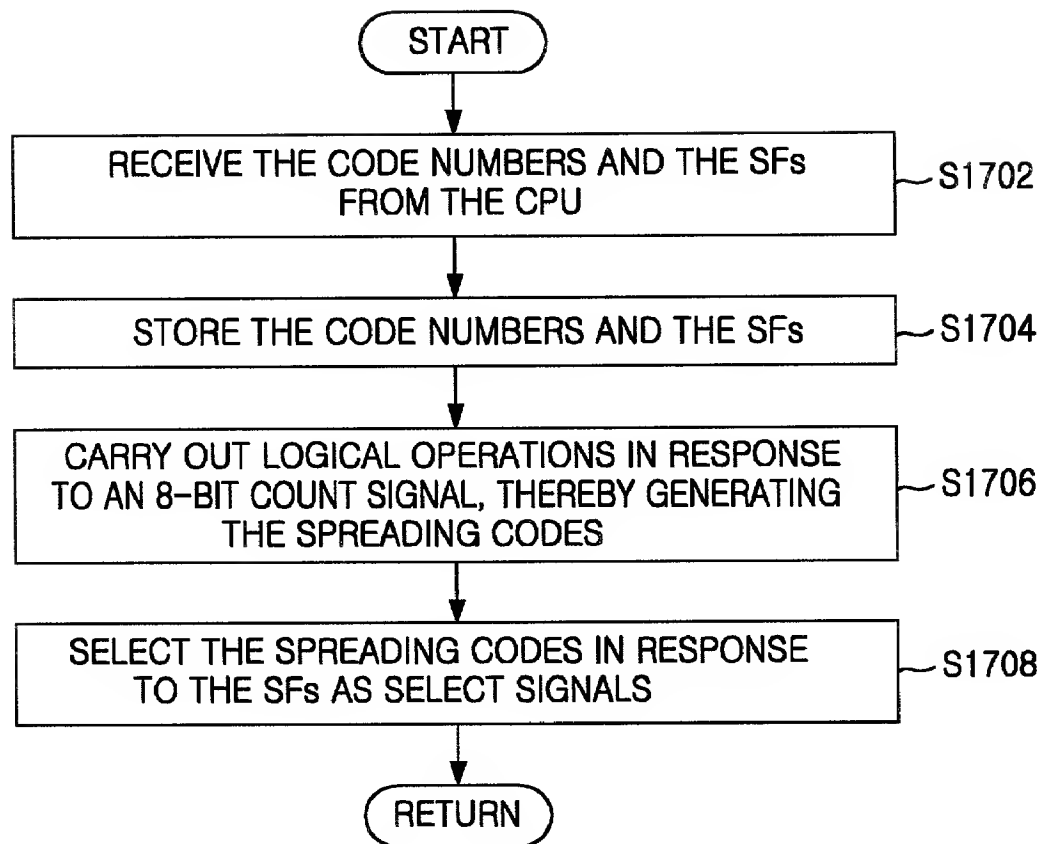 START
RECEIVE THE CODE NUMBERS AND THE SFs
FROM THE CPU
S1702
STORE THE CODE NUMBERS AND THE SFs
S1704
CARRY OUT LOGICAL OPERATIONS IN RESPONSE
TO AN 8-BIT COUNT SIGNAL, THEREBY GENERATING
THE SPREADING CODES
S1706
SELECT THE SPREADING CODES IN RESPONSE
TO THE SFs AS SELECT SIGNALS
S1708
RETURN